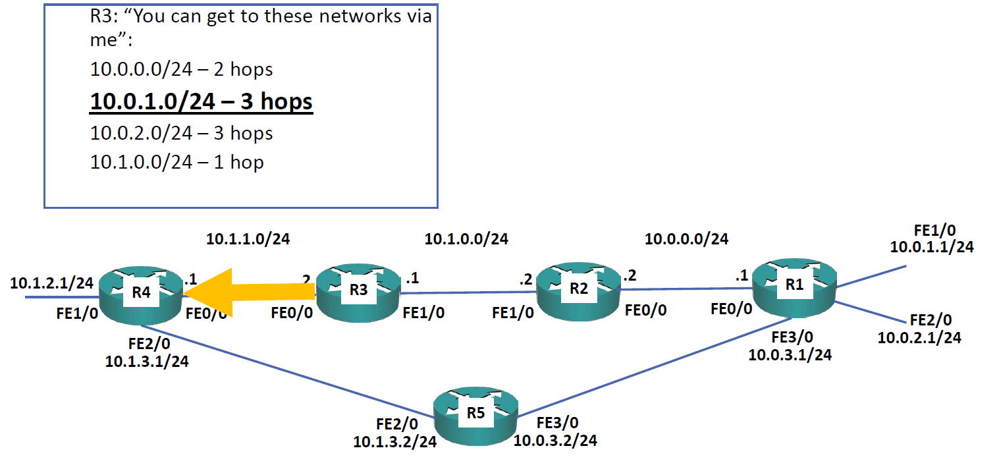 R3: “You can get to these networks via
me”:
10.0.0.0/24 – 2 hops
10.0.1.0/24 – 3 hops
10.0.2.0/24 – 3 hops
10.1.0.0/24 – 1 hop
10.1.1.0/24
10.1.0.0/24
10.0.0.0/24
FE1/0
10.0.1.1/24
10.1.2.1/24
FE1/0
R4
.1
FE0/0
.2
FE0/0
R3
.1
FE1/0
.2
FE1/0
R2
.2
FE0/0
.1
FE0/0
R1
FE2/0
10.0.2.1/24
FE3/0
10.0.3.1/24
FE2/0
10.1.3.1/24
R5
FE2/0
10.1.3.2/24
FE3/0
10.0.3.2/24